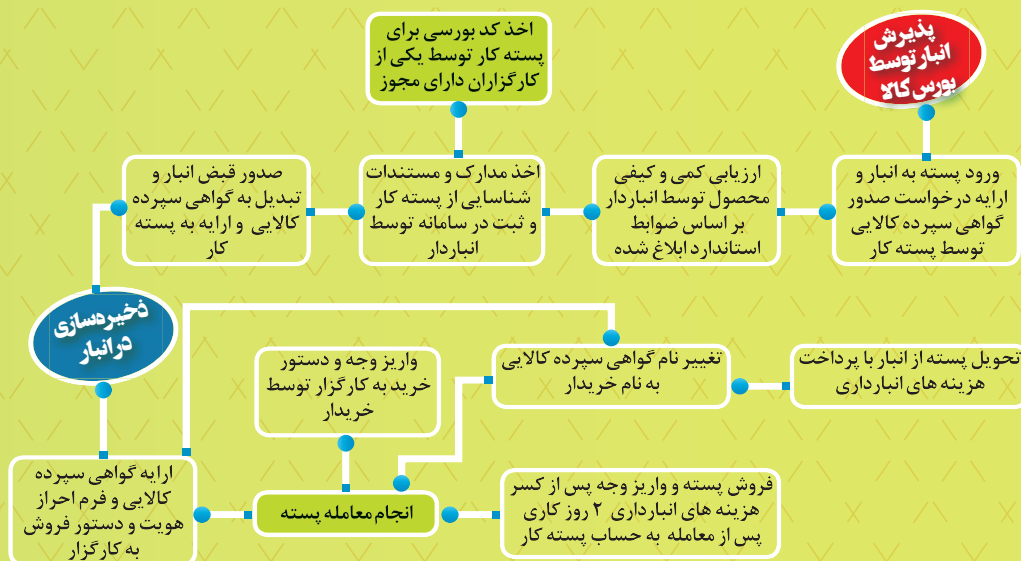 پذیرش
انبار توسط
بورس کالا
اخذ کد بورسی برای
پسته کار توسط یکی از
کارگزاران دارای مجوز
ورود پسته به انبار و
ارایه درخواست صدور
گواهی سپرده کالایی
توسط پسته کار
ارزیابی کمی و کیفی
محصول توسط انباردار
بر اساس ضوابط
استاندارد ابلاغ شده
اخذ مدارک و مستندات
شناسایی از پسته کار
و ثبت در سامانه توسط
انباردار
صدور قبض انبار و
تبدیل به گواهی سپرده
کالایی و ارایه به پسته
کار
ذخیره‌سازی
در انبار
ارایه گواهی سپرده
کالایی و فرم احراز
هویت و دستور فروش
به کارگزار
واریز وجه و دستور
خرید به کارگزار توسط
خریدار
انجام معامله پسته
فروش پسته و واریز وجه پس از کسر
هزینه های انبارداری ۲ روز کاری
پس از معامله به حساب پسته کار
تغییر نام گواهی سپرده کالایی
به نام خریدار
تحویل پسته از انبار با پرداخت
هزینه های انبارداری